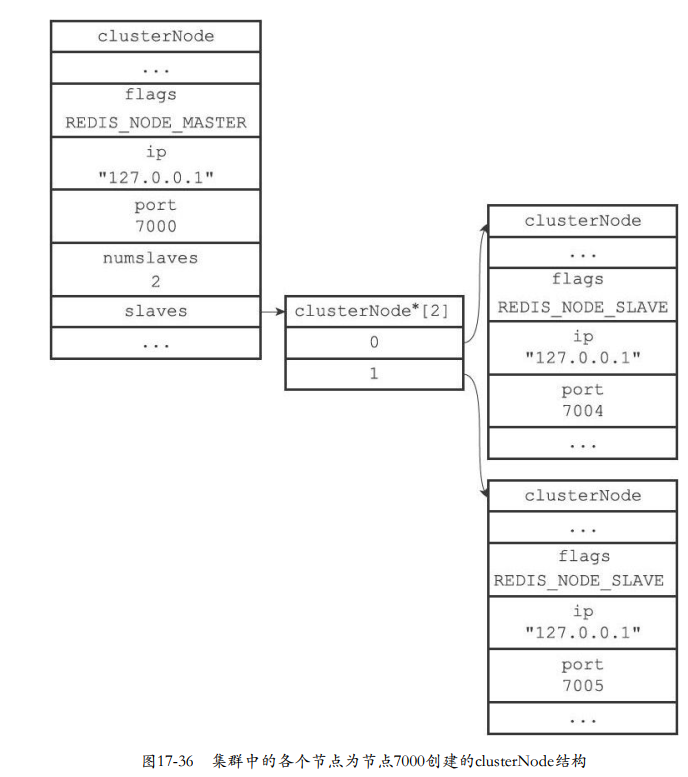 clusterNode
...
flags
REDIS_NODE_MASTER
ip
"127.0.0.1"
port
7000
numslaves
2
slaves
...
clusterNode*[2]
0
1
clusterNode
...
flags
REDIS_NODE_SLAVE
ip
"127.0.0.1"
port
7004
...
clusterNode
...
flags
REDIS_NODE_SLAVE
ip
"127.0.0.1"
port
7005
...
图17-36 集群中的各个节点为节点7000创建的clusterNode结构